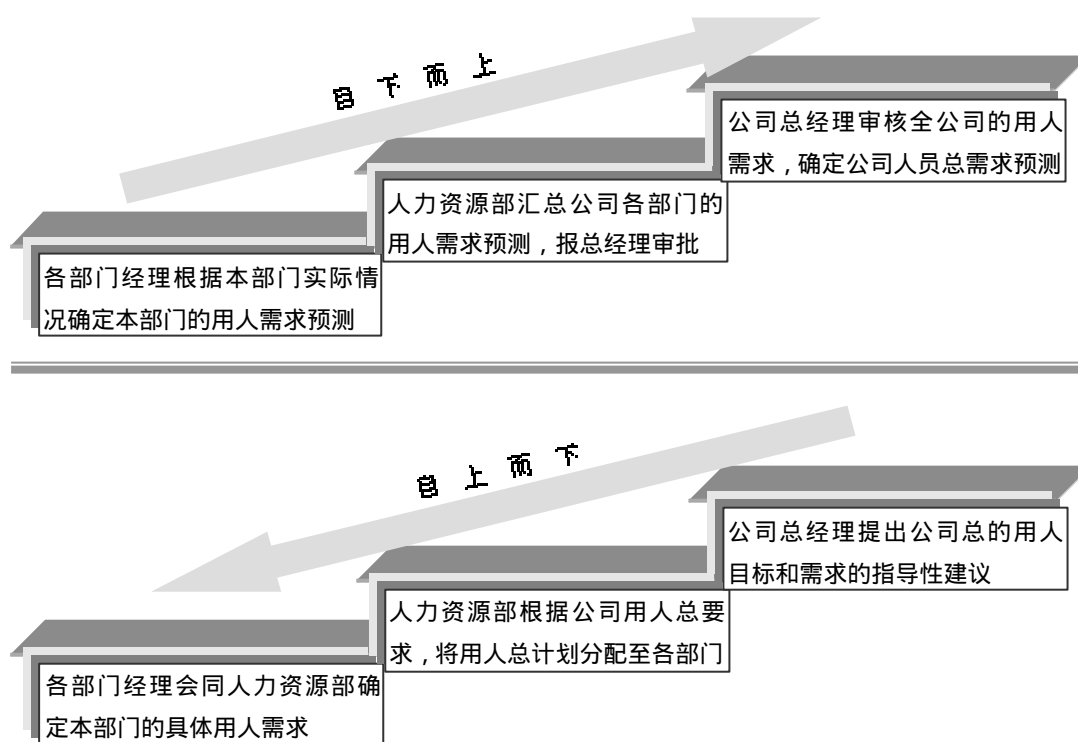 自下而上
公司总经理审核全公司的用人
需求，确定公司人员总需求预测
人力资源部汇总公司各部门的
用人需求预测，报总经理审批
各部门经理根据本部门实际情
况确定本部门的用人需求预测
自上而下
公司总经理提出公司总的用人
目标和需求的指导性建议
人力资源部根据公司用人总要
求，将用人总计划分配至各部门
各部门经理会同人力资源部确
定本部门的具体用人需求